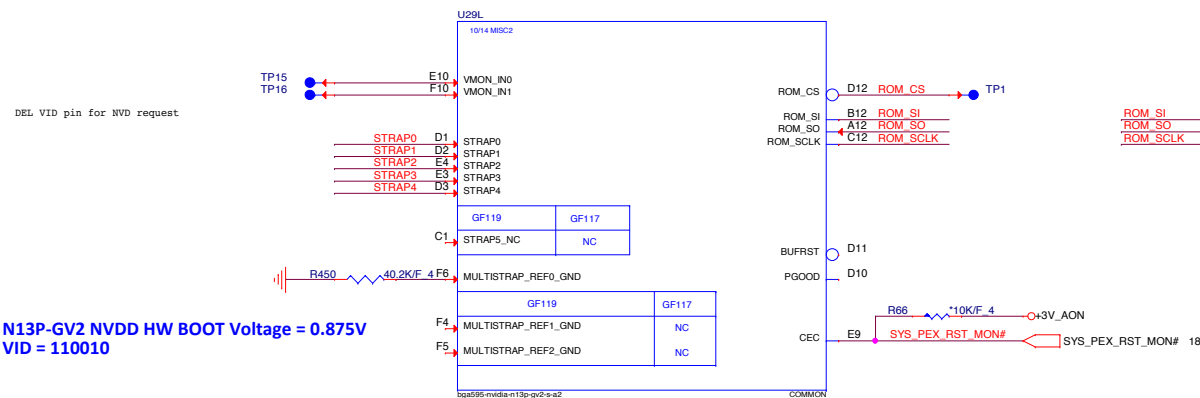 U29L
10/14 MISC2
TP15 E10 VMON_IN0
TP16 F10 VMON_IN1
ROM_CS D12 ROM_CS TP1
DEL VID pin for NVD request
ROM_SI B12 ROM_SI ROM_SI
ROM_SO A12 ROM_SO ROM_SO
ROM_SCLK C12 ROM_SCLK ROM_SCLK
STRAP0 D1 STRAP0
STRAP1 D2 STRAP1
STRAP2 E4 STRAP2
STRAP3 E3 STRAP3
STRAP4 D3 STRAP4
GF119 GF117
C1 STRAP5_NC NC
BUFRST D11
R450 40.2K/F_4 F6 MULTISTRAP_REF0_GND
PGOOD D10
GF119 GF117
F4 MULTISTRAP_REF1_GND NC
F5 MULTISTRAP_REF2_GND NC
R66 *10K/F_4 +3V_AON
CEC E9 SYS_PEX_RST_MON# SYS_PEX_RST_MON# 18
N13P-GV2 NVDD HW BOOT Voltage = 0.875V
VID = 110010
bga595-nvidia-n13p-gv2-s-a2 COMMON